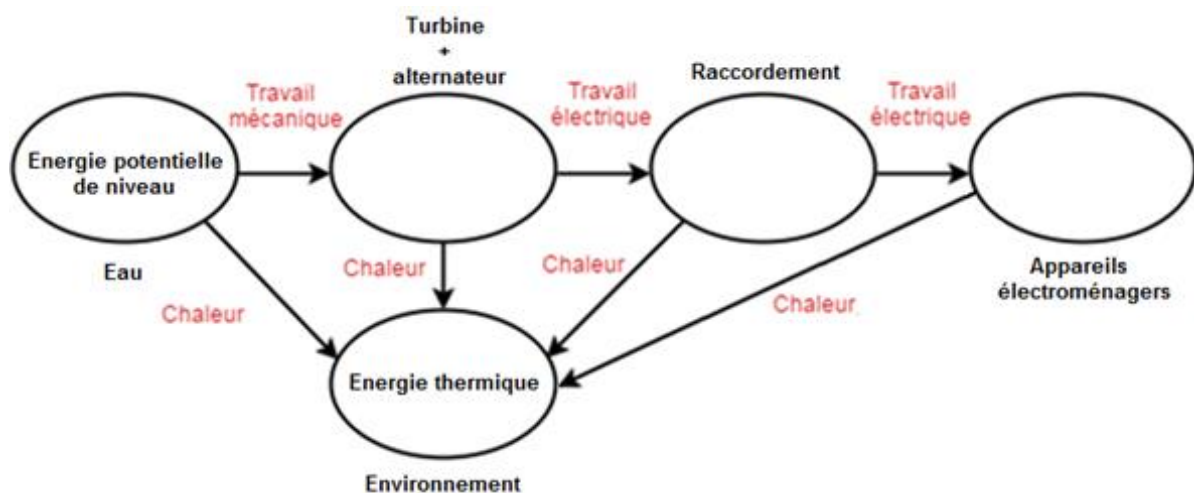 Turbine
+
alternateur
Raccordement
Travail
mècanique
Travail
électrique
Travail
électrique
Energie potentielle
de niveau
Eau
Chaleur
Chaleur
Chaleur
Chaleur
Appareils
électroménagers
Energie thermique
Environnement